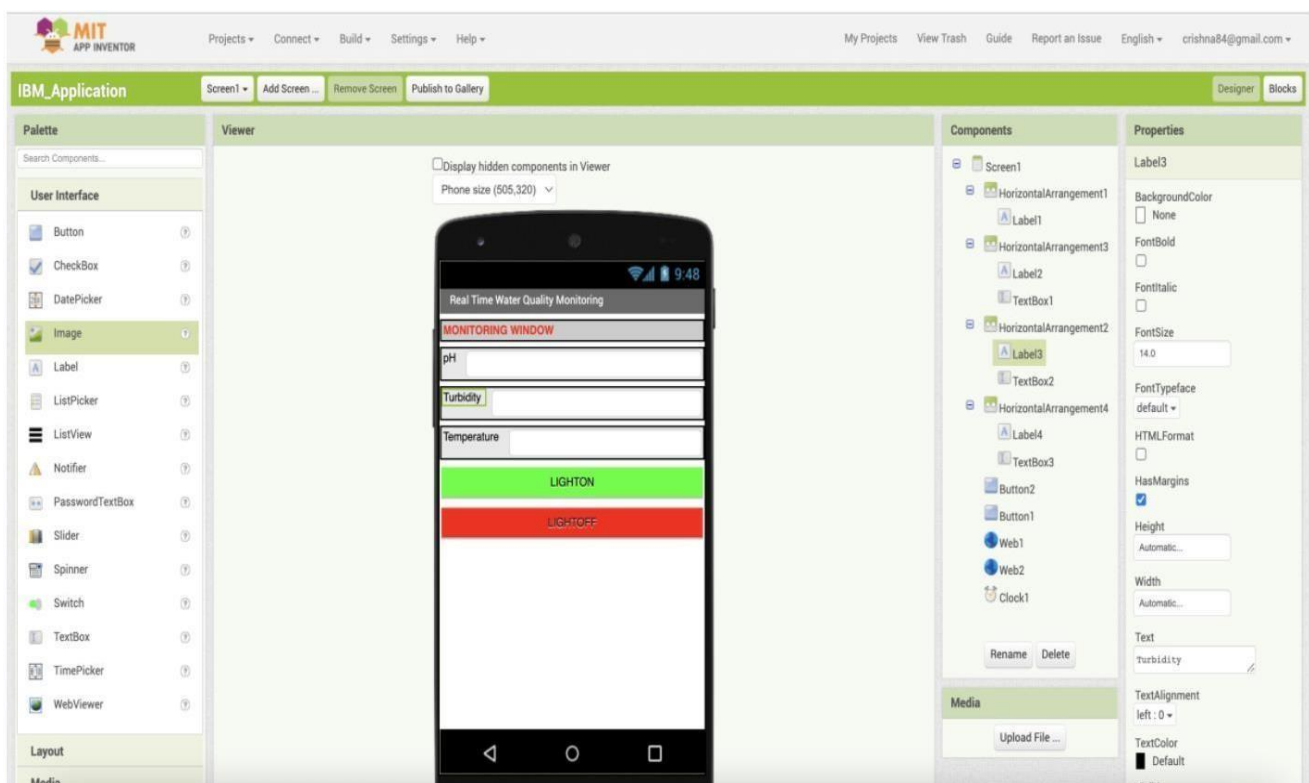 MIT
APP INVENTOR
Projects Connect Build Settings Help
My Projects View Trash Guide Report an Issue English crishna84@gmail.com
IBM_Application
Screen1 Add Screen ... Remove Screen Publish to Gallery
Designer Blocks
Palette
Search Components...
User Interface
Button
CheckBox
DatePicker
Image
Label
ListPicker
ListView
Notifier
PasswordTextBox
Slider
Spinner
Switch
TextBox
TimePicker
WebViewer
Layout
Media
Viewer
Display hidden components in Viewer
Phone size (505,320)
9:48
Real Time Water Quality Monitoring
MONITORING WINDOW
pH
Turbidity
Temperature
LIGHTON
LIGHTOFF
Components
Screen1
HorizontalArrangement1
Label1
HorizontalArrangement3
Label2
TextBox1
HorizontalArrangement2
Label3
TextBox2
HorizontalArrangement4
Label4
TextBox3
Button2
Button1
Web1
Web2
Clock1
Rename Delete
Media
Upload File ...
Properties
Label3
BackgroundColor
None
FontBold
FontItalic
FontSize
14.0
FontTypeface
default
HTMLFormat
HasMargins
Height
Automatic...
Width
Automatic...
Text
Turbidity
TextAlignment
left : 0
TextColor
Default